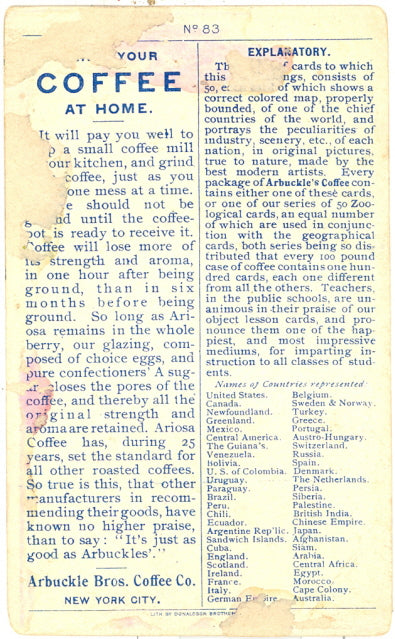 No 83
YOUR
COFFEE
AT HOME.
It will pay you well to
a small coffee mill
your kitchen, and grind
coffee, just as you
one mess at a time.
should not be
until the coffee-
pot is ready to receive it.
Coffee will lose more of
its strength and aroma,
in one hour after being
ground, than in six
months before being
ground. So long as Ari-
osa remains in the whole
berry, our glazing, com-
posed of choice eggs, and
pure confectioners' A sug-
ar closes the pores of the
coffee, and thereby all the
original strength and
aroma are retained. Ariosa
Coffee has, during 25
years, set the standard for
all other roasted coffees.
So true is this, that other
manufacturers in recom-
mending their goods, have
known no higher praise,
than to say: "It's just as
good as Arbuckles'."
Arbuckle Bros. Coffee Co.
NEW YORK CITY.
EXPLANATORY.
of cards to which
this consists of
50, of which shows a
correct colored map, properly
bounded, of one of the chief
countries of the world, and
portrays the peculiarities of
industry, scenery, etc., of each
nation, in original pictures,
true to nature, made by the
best modern artists. Every
package of Arbuckle's Coffee con-
tains either one of these cards,
or one of our series of 50 Zoo-
logical cards, an equal number
of which are used in conjunc-
tion with the geographical
cards, both series being so dis-
tributed that every 100 pound
case of coffee contains one hun-
dred cards, each one different
from all the others. Teachers,
in the public schools, are un-
animous in their praise of our
object lesson cards, and pro-
nounce them one of the hap-
piest, and most impressive
mediums, for imparting in-
struction to all classes of stud-
ents.
Names of Countries represented:
United States.
Canada.
Newfoundland.
Greenland.
Mexico.
Central America.
The Guiana's.
Venezuela.
Bolivia.
U. S. of Colombia.
Uruguay.
Paraguay.
Brazil.
Peru.
Chili.
Ecuador.
Argentine Rep'lic.
Sandwich Islands.
Cuba.
England.
Scotland.
Ireland.
France.
Italy.
German Empire.
Belgium.
Sweden & Norway.
Turkey.
Greece.
Portugal.
Austro-Hungary.
Switzerland.
Russia.
Spain.
Denmark.
The Netherlands.
Persia.
Siberia.
Palestine.
British India.
Chinese Empire.
Japan.
Afghanistan.
Siam.
Arabia.
Central Africa.
Egypt.
Morocco.
Cape Colony.
Australia.
LITH. BY DONALDSON BROTHERS